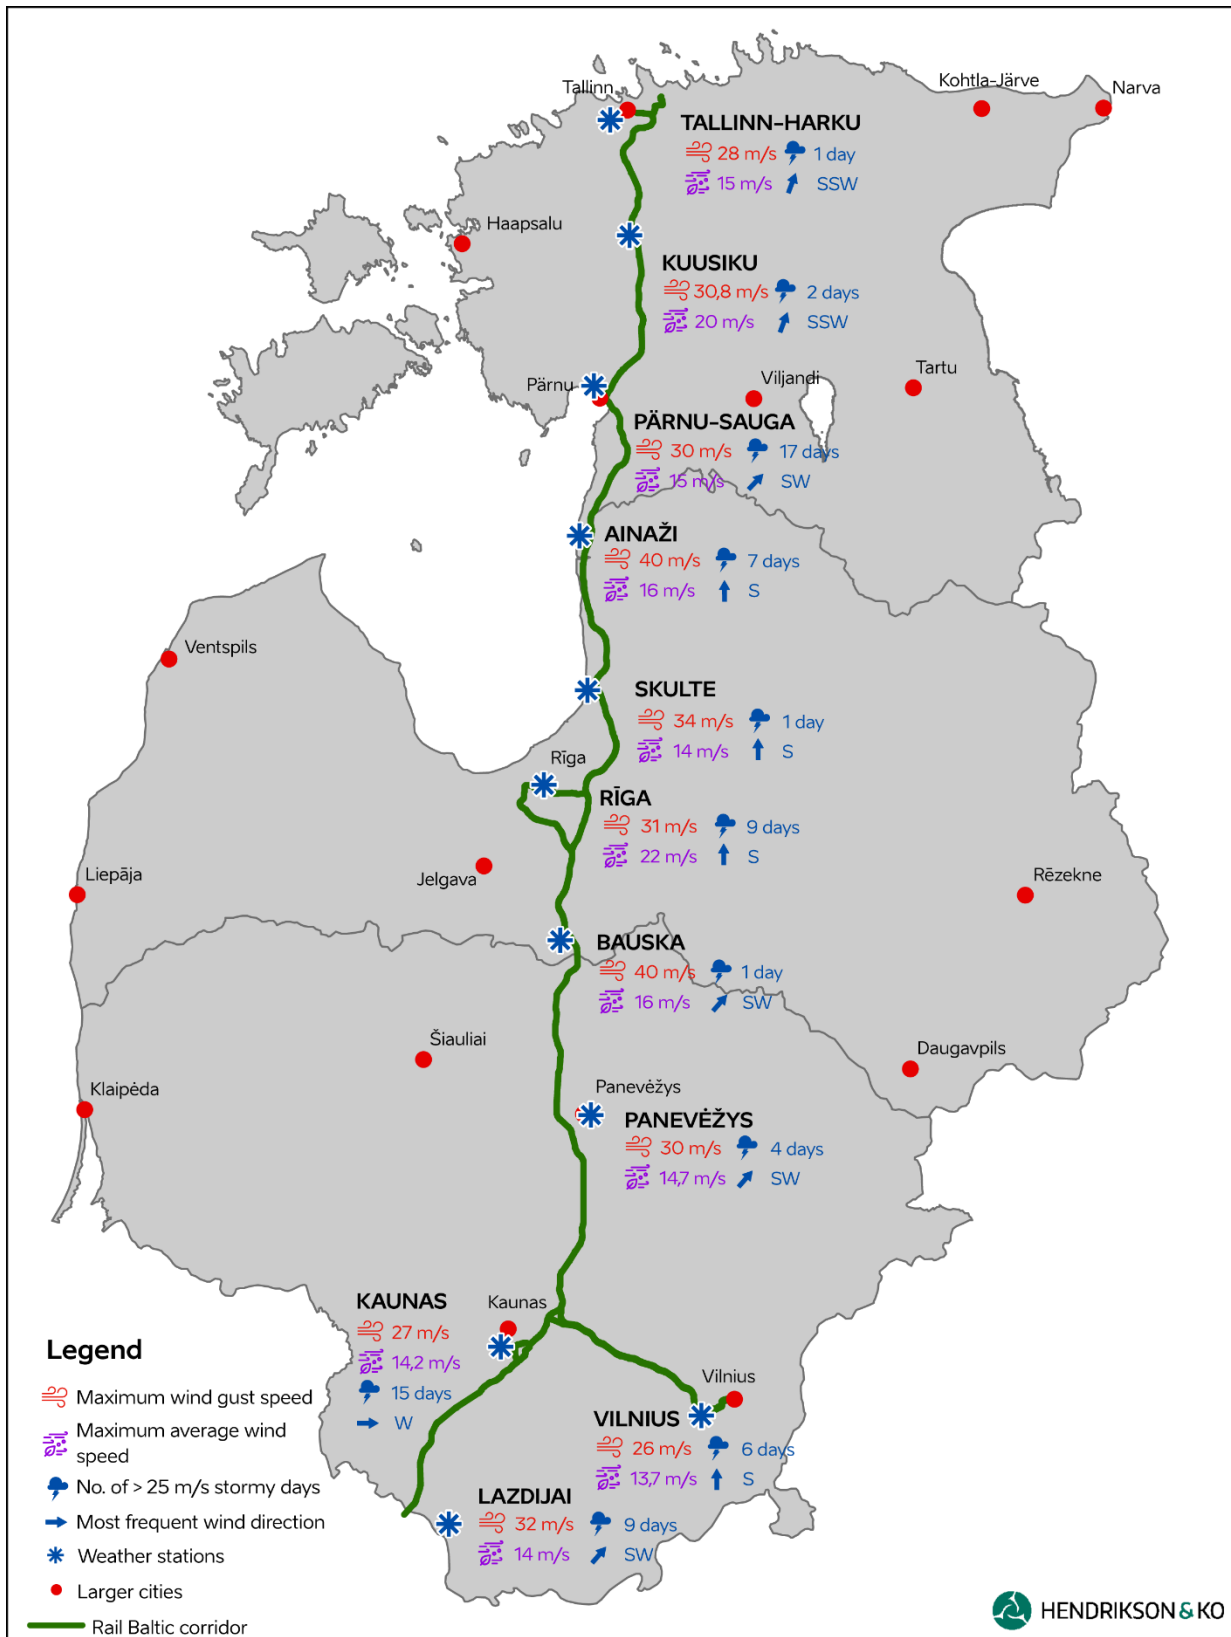 Tallinn
Kohtla-Järve
Narva
TALLINN-HARKU
28 m/s 1 day
15 m/s SSW
Haapsalu
KUUSIKU
30,8 m/s 2 days
20 m/s SSW
Pärnu
Viljandi
Tartu
PÄRNU-SAUGA
30 m/s 17 days
15 m/s SW
AINAŽI
40 m/s 7 days
16 m/s S
Ventspils
SKULTE
34 m/s 1 day
14 m/s S
Rīga
RĪGA
31 m/s 9 days
22 m/s S
Liepāja
Jelgava
Rēzekne
BAUSKA
40 m/s 1 day
16 m/s SW
Šiauliai
Daugavpils
Klaipėda
Panevėžys
PANEVĖŽYS
30 m/s 4 days
14,7 m/s SW
KAUNAS
27 m/s
14,2 m/s
15 days
W
Kaunas
Vilnius
VILNIUS
26 m/s 6 days
13,7 m/s S
LAZDIJAI
32 m/s 9 days
14 m/s SW
Legend
Maximum wind gust speed
Maximum average wind
speed
No. of > 25 m/s stormy days
Most frequent wind direction
Weather stations
Larger cities
Rail Baltic corridor
HENDRIKSON & KO